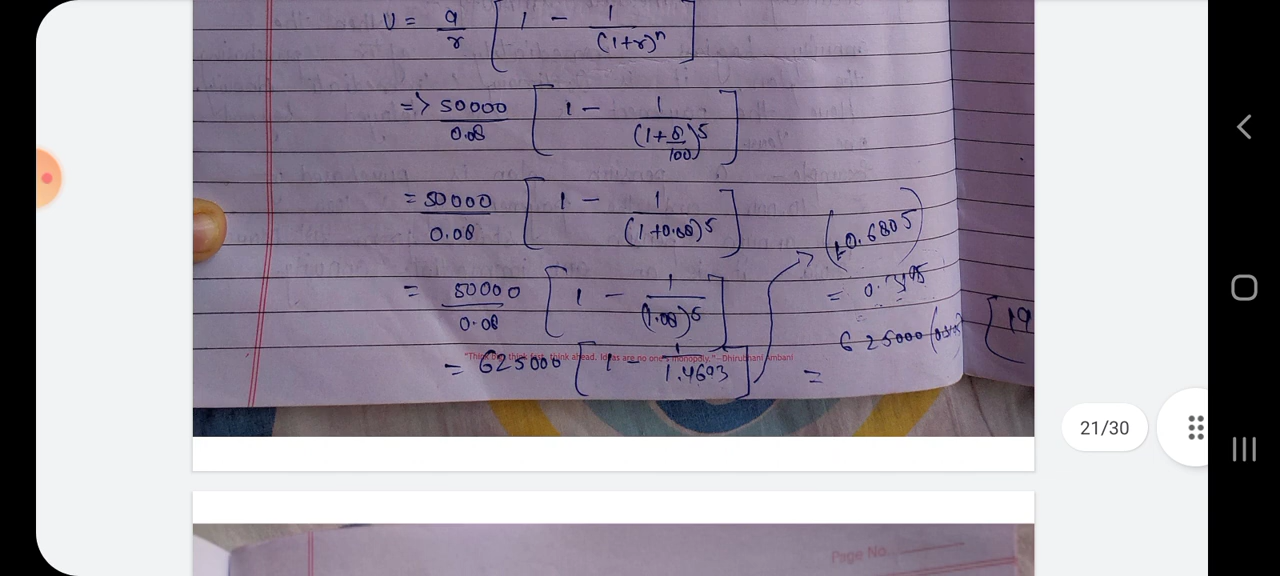 V = a/r [ 1 - 1/(1+r)^n ]
=> 50000/0.08 [ 1 - 1/(1+8/100)^5 ]
= 50000/0.08 [ 1 - 1/(1+0.08)^5 ]
= 50000/0.08 [ 1 - 1/(1.08)^5 ]
"Think big, think fast, think ahead. Ideas are no one's monopoly." -Dhirubhani Ambani
= 625000 [ 1 - 1/1.4693 ]
0.6805
=
625000
=
[ 19
21/30
Page No.